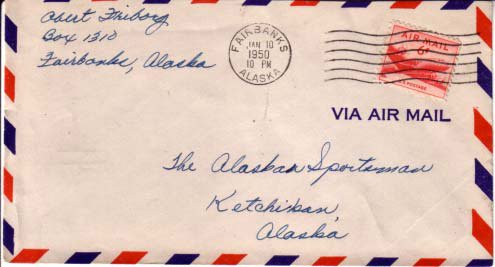 Box 1310
Fairbanks, Alaska
FAIRBANKS
JAN 10
1950
10 PM
ALASKA
AIR MAIL
6¢
U.S. POSTAGE
VIA AIR MAIL
The Alaskan Sportsman
Ketchikan,
Alaska